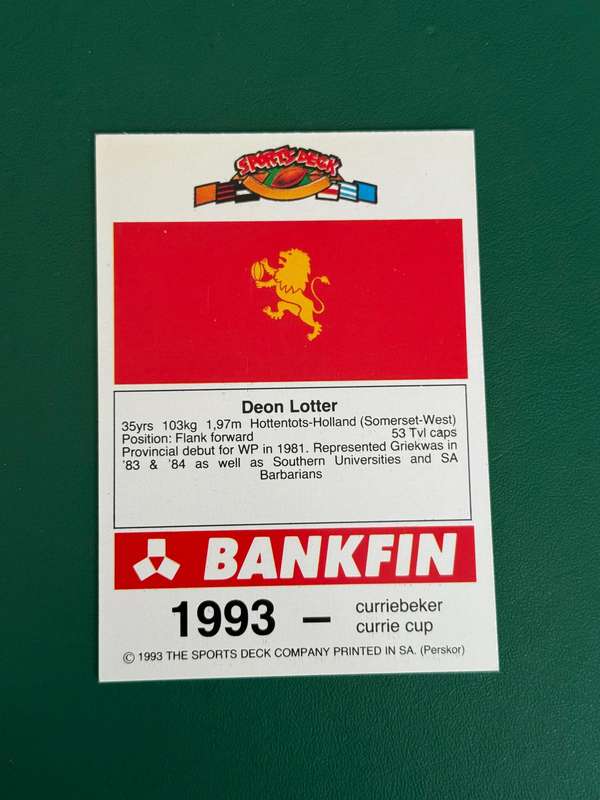 SPORTS DECK
Deon Lotter
35yrs 103kg 1,97m Hottentots-Holland (Somerset-West)
Position: Flank forward 53 Tvl caps
Provincial debut for WP in 1981. Represented Griekwas in
'83 & '84 as well as Southern Universities and SA
Barbarians
BANKFIN
1993 – curriebeker
currie cup
© 1993 THE SPORTS DECK COMPANY PRINTED IN SA. (Perskor)